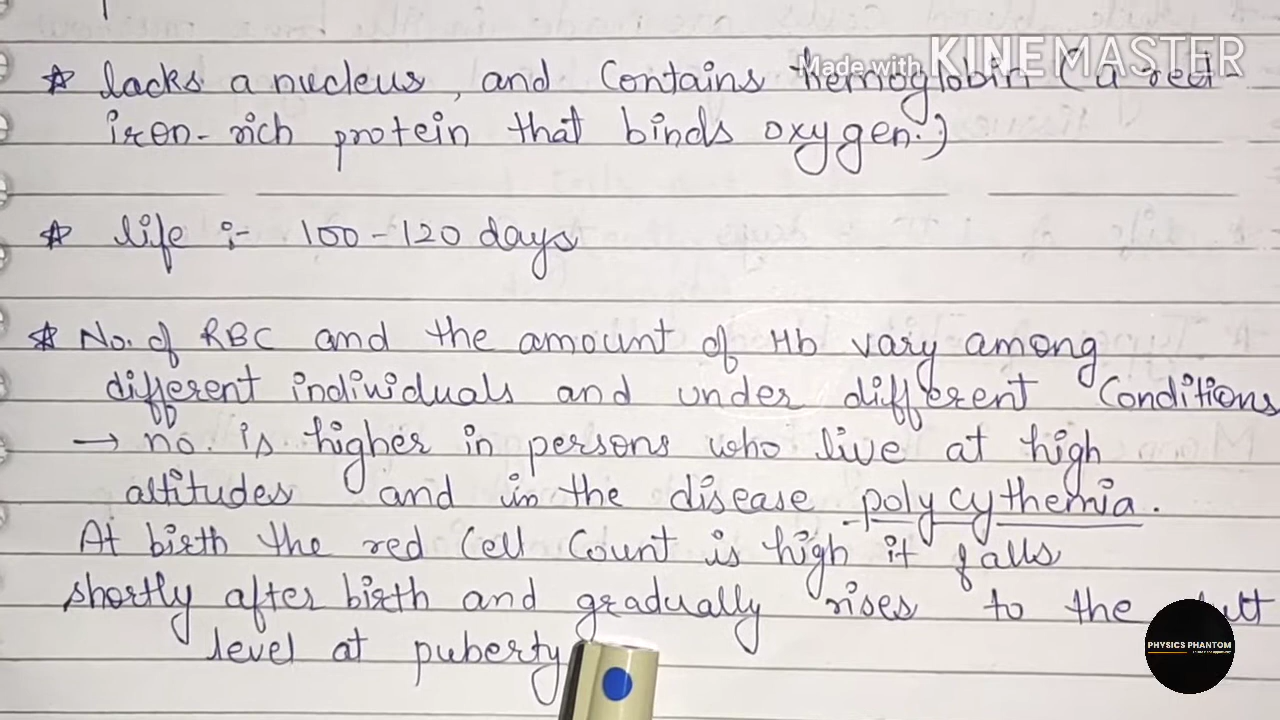 Made with KINEMASTER
☆ lacks a nucleus, and Contains hemoglobin (a red-
iron-rich protein that binds oxygen.)
☆ life :- 100-120 days
☆ No. of RBC and the amount of Hb vary among
different individuals and under different Conditions
→ no. is higher in persons who live at high
altitudes and in the disease polycythemia.
At birth the red Cell Count is high it falls
shortly after birth and gradually rises to the
level at puberty
PHYSICS PHANTOM